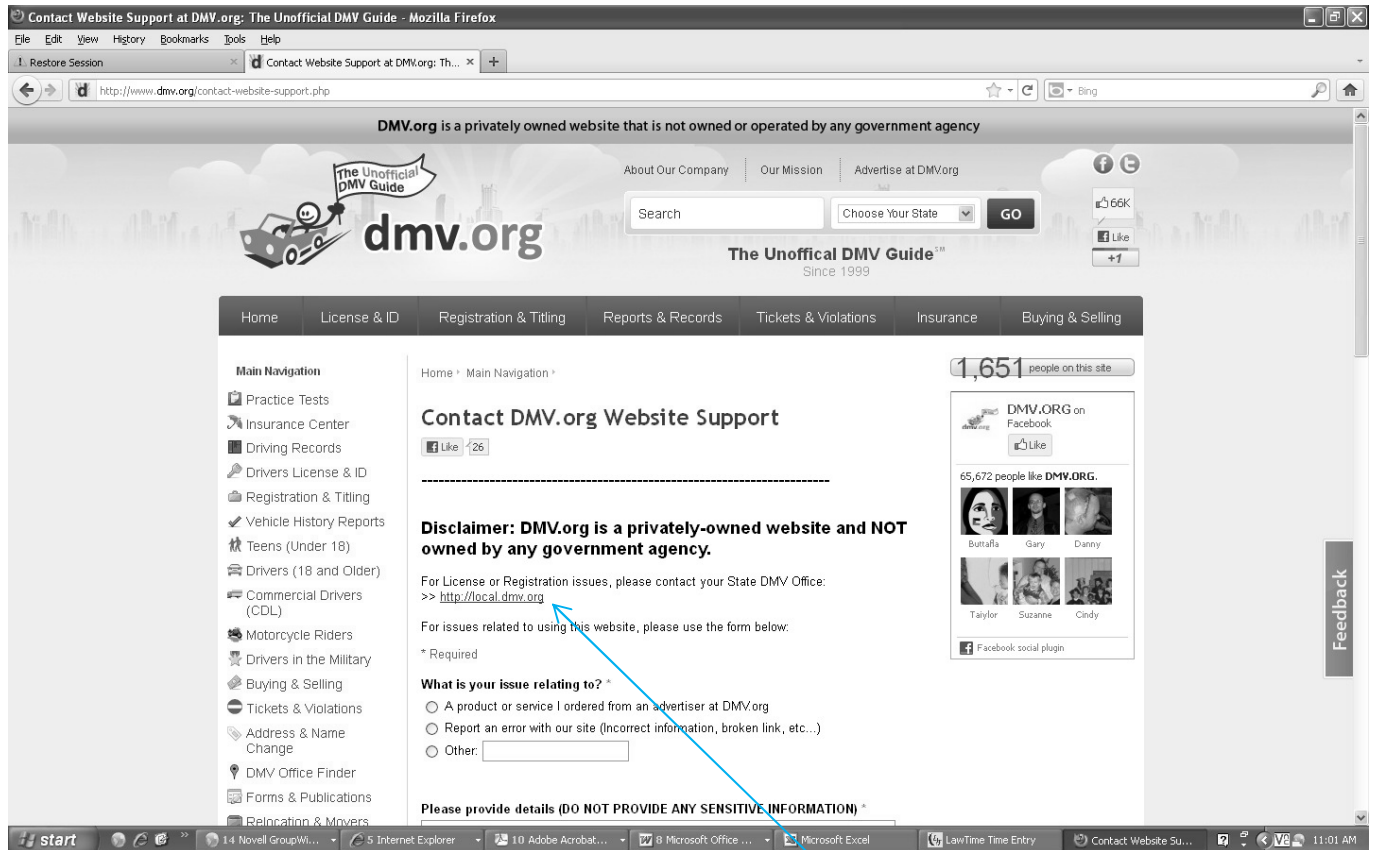 Contact Website Support at DMV.org: The Unofficial DMV Guide - Mozilla Firefox
File Edit View History Bookmarks Tools Help
Restore Session
Contact Website Support at DMV.org: Th... × +
http://www.dmv.org/contact-website-support.php
Bing
DMV.org is a privately owned website that is not owned or operated by any government agency
The Unofficial DMV Guide
dmv.org
About Our Company Our Mission Advertise at DMV.org
Search Choose Your State GO
The Unoffical DMV Guide℠
Since 1999
66K
Like
+1
Home License & ID Registration & Titling Reports & Records Tickets & Violations Insurance Buying & Selling
Main Navigation
Practice Tests
Insurance Center
Driving Records
Drivers License & ID
Registration & Titling
Vehicle History Reports
Teens (Under 18)
Drivers (18 and Older)
Commercial Drivers
(CDL)
Motorcycle Riders
Drivers in the Military
Buying & Selling
Tickets & Violations
Address & Name
Change
DMV Office Finder
Forms & Publications
Relocation & Movers
Home › Main Navigation ›
Contact DMV.org Website Support
Like 26
------------------------------------------------------------------------
Disclaimer: DMV.org is a privately-owned website and NOT
owned by any government agency.
For License or Registration issues, please contact your State DMV Office:
>> http://local.dmv.org
For issues related to using this website, please use the form below:
* Required
What is your issue relating to? *
A product or service I ordered from an advertiser at DMV.org
Report an error with our site (Incorrect information, broken link, etc...)
Other:
Please provide details (DO NOT PROVIDE ANY SENSITIVE INFORMATION) *
1,651 people on this site
DMV.ORG on
Facebook
Like
65,672 people like DMV.ORG.
Buttafla Gary Danny
Taiylor Suzanne Cindy
Facebook social plugin
Feedback
start
14 Novell GroupWi...
5 Internet Explorer
10 Adobe Acrobat...
8 Microsoft Office ...
Microsoft Excel
LawTime Time Entry
Contact Website Su...
11:01 AM